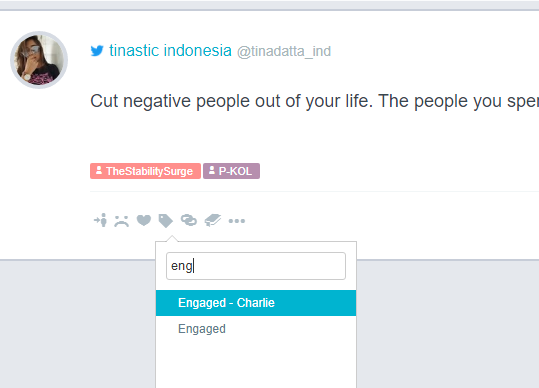 tinastic indonesia @tinadatta_ind
Cut negative people out of your life. The people you spe
TheStabilitySurge P-KOL
eng
Engaged - Charlie
Engaged